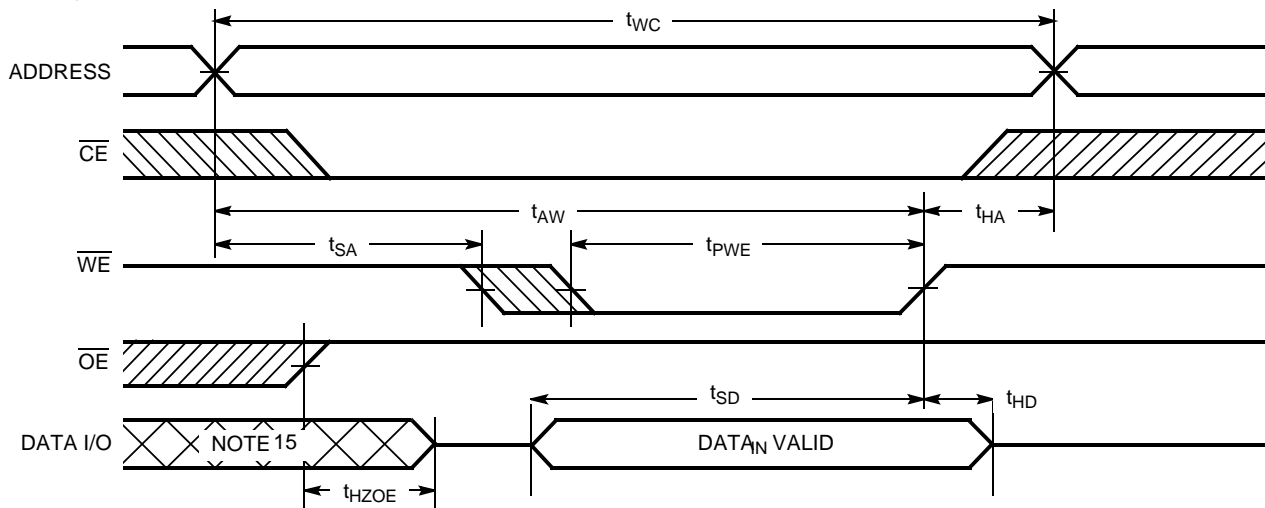 tWC
ADDRESS
CE
tAW
tHA
tSA
tPWE
WE
OE
tSD
tHD
DATA I/O
NOTE 15
DATAIN VALID
tHZOE